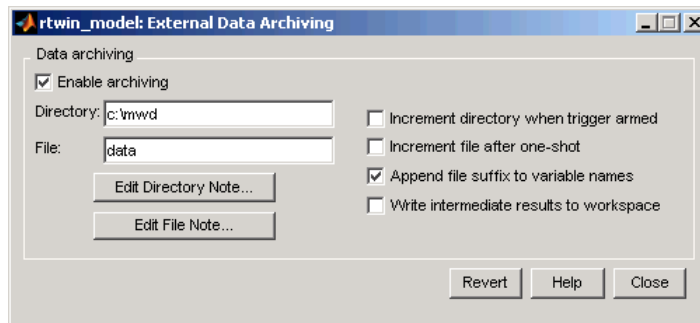 rtwin_model: External Data Archiving
Data archiving
Enable archiving
Directory: c:\mwd
File: data
Edit Directory Note...
Edit File Note...
Increment directory when trigger armed
Increment file after one-shot
Append file suffix to variable names
Write intermediate results to workspace
Revert Help Close